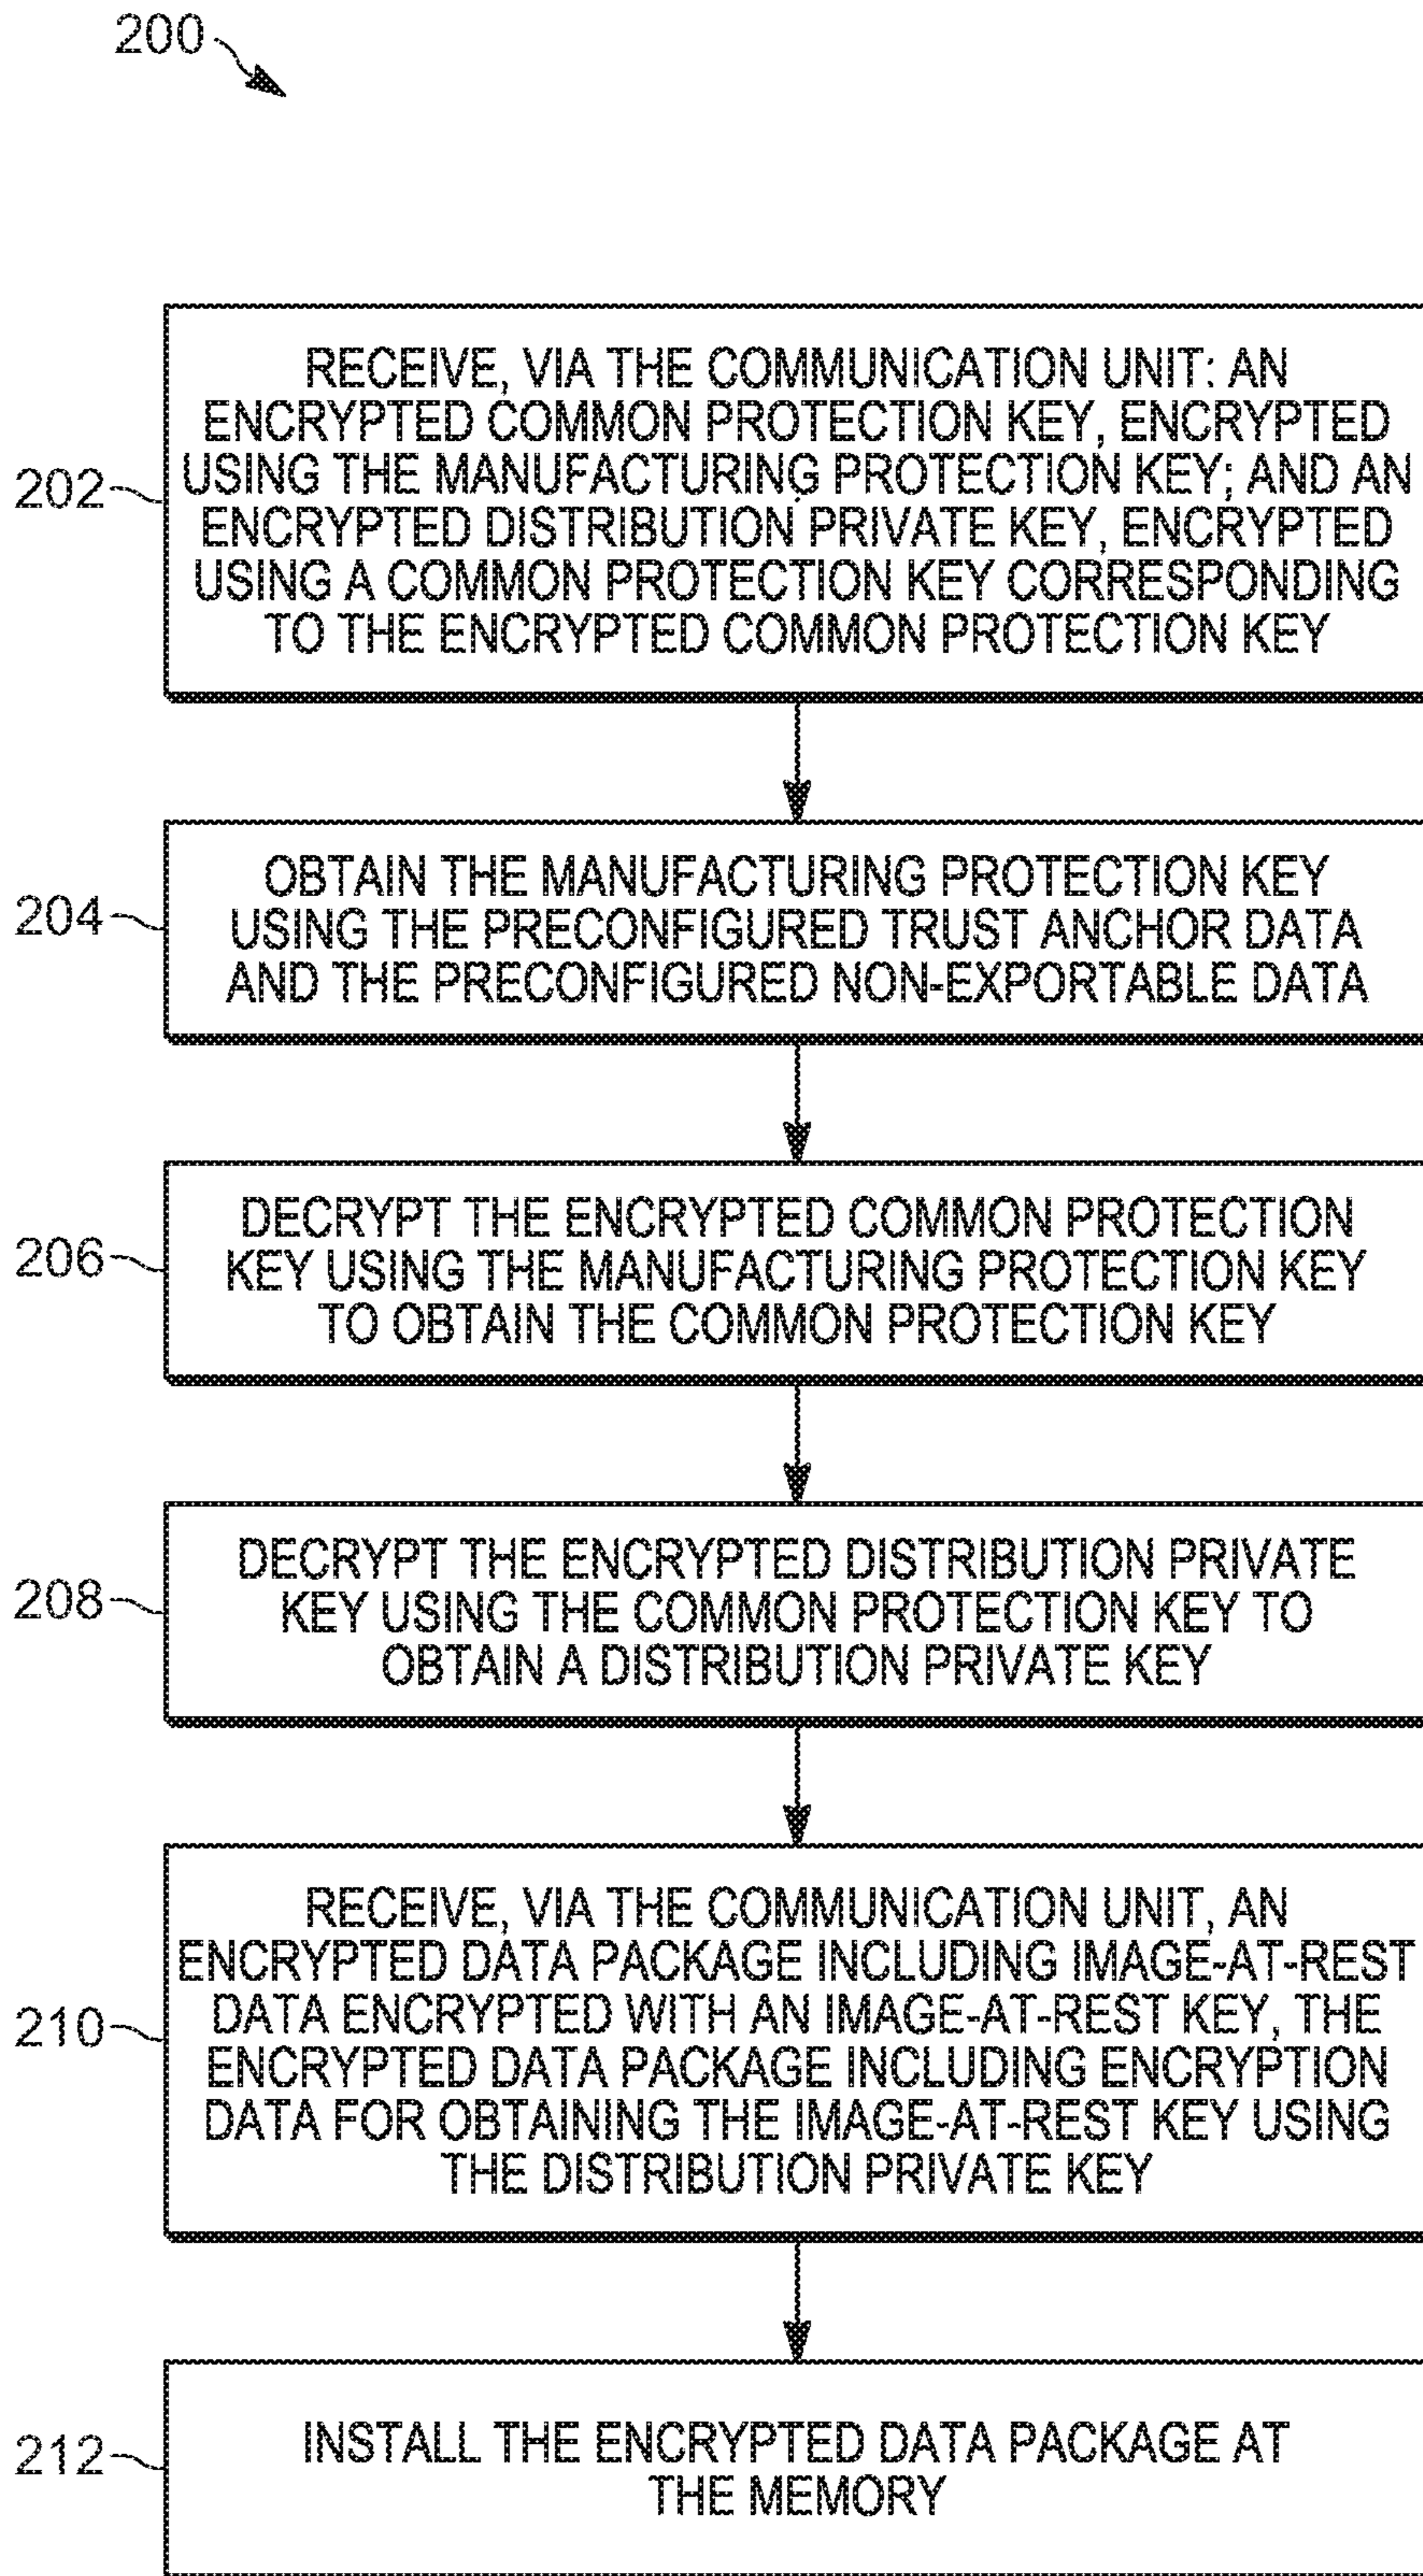 200
202
RECEIVE, VIA THE COMMUNICATION UNIT: AN
ENCRYPTED COMMON PROTECTION KEY, ENCRYPTED
USING THE MANUFACTURING PROTECTION KEY; AND AN
ENCRYPTED DISTRIBUTION PRIVATE KEY, ENCRYPTED
USING A COMMON PROTECTION KEY CORRESPONDING
TO THE ENCRYPTED COMMON PROTECTION KEY
204
OBTAIN THE MANUFACTURING PROTECTION KEY
USING THE PRECONFIGURED TRUST ANCHOR DATA
AND THE PRECONFIGURED NON-EXPORTABLE DATA
206
DECRYPT THE ENCRYPTED COMMON PROTECTION
KEY USING THE MANUFACTURING PROTECTION KEY
TO OBTAIN THE COMMON PROTECTION KEY
208
DECRYPT THE ENCRYPTED DISTRIBUTION PRIVATE
KEY USING THE COMMON PROTECTION KEY TO
OBTAIN A DISTRIBUTION PRIVATE KEY
210
RECEIVE, VIA THE COMMUNICATION UNIT, AN
ENCRYPTED DATA PACKAGE INCLUDING IMAGE-AT-REST
DATA ENCRYPTED WITH AN IMAGE-AT-REST KEY, THE
ENCRYPTED DATA PACKAGE INCLUDING ENCRYPTION
DATA FOR OBTAINING THE IMAGE-AT-REST KEY USING
THE DISTRIBUTION PRIVATE KEY
212
INSTALL THE ENCRYPTED DATA PACKAGE AT
THE MEMORY